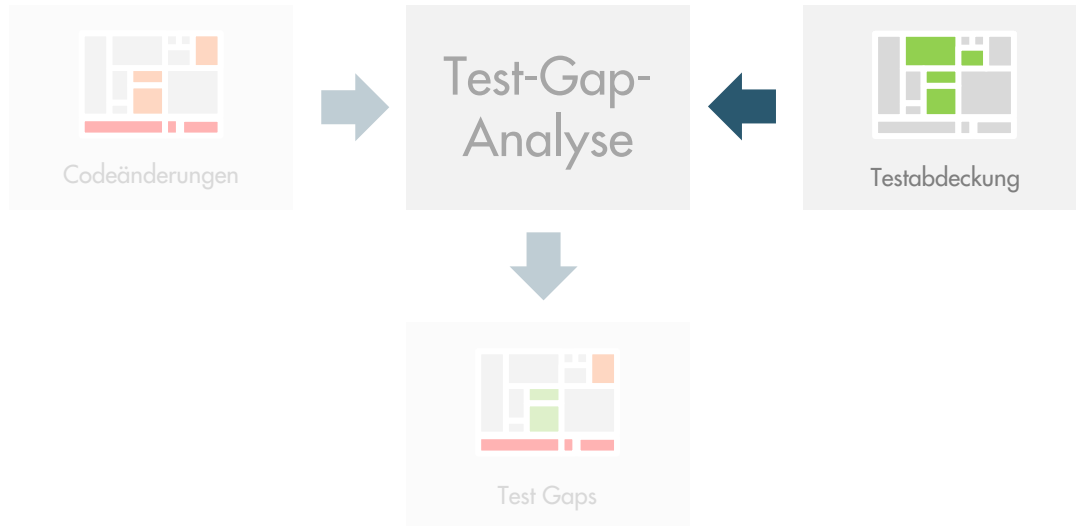 Codeänderungen
Test-Gap-
Analyse
Testabdeckung
Test Gaps